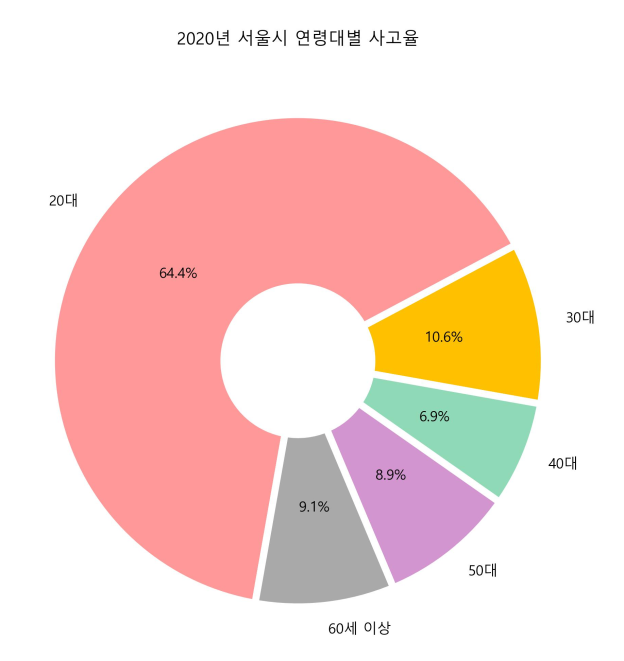 2020년 서울시 연령대별 사고율
20대
64.4%
30대
10.6%
40대
6.9%
50대
8.9%
60세 이상
9.1%